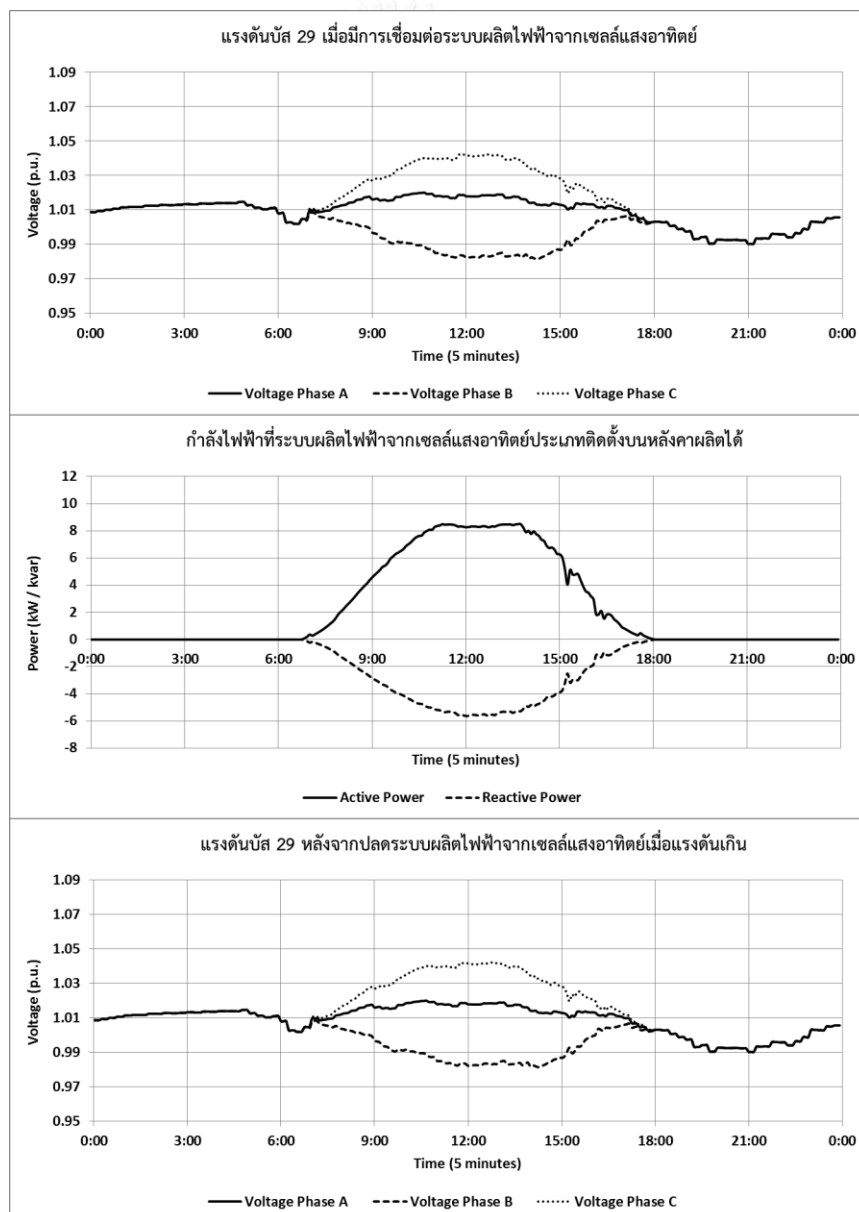 แรงดันบัส 29 เมื่อมีการเชื่อมต่อระบบผลิตไฟฟ้าจากเซลล์แสงอาทิตย์
1.09
1.07
1.05
1.03
1.01
0.99
0.97
0.95
Voltage (p.u.)
0:00 3:00 6:00 9:00 12:00 15:00 18:00 21:00 0:00
Time (5 minutes)
Voltage Phase A Voltage Phase B Voltage Phase C
กำลังไฟฟ้าที่ระบบผลิตไฟฟ้าจากเซลล์แสงอาทิตย์ประเภทติดตั้งบนหลังคาผลิตได้
12
10
8
6
4
2
0
-2
-4
-6
-8
Power (kW / kvar)
0:00 3:00 6:00 9:00 12:00 15:00 18:00 21:00 0:00
Time (5 minutes)
Active Power Reactive Power
แรงดันบัส 29 หลังจากปลดระบบผลิตไฟฟ้าจากเซลล์แสงอาทิตย์เมื่อแรงดันเกิน
1.09
1.07
1.05
1.03
1.01
0.99
0.97
0.95
Voltage (p.u.)
0:00 3:00 6:00 9:00 12:00 15:00 18:00 21:00 0:00
Time (5 minutes)
Voltage Phase A Voltage Phase B Voltage Phase C